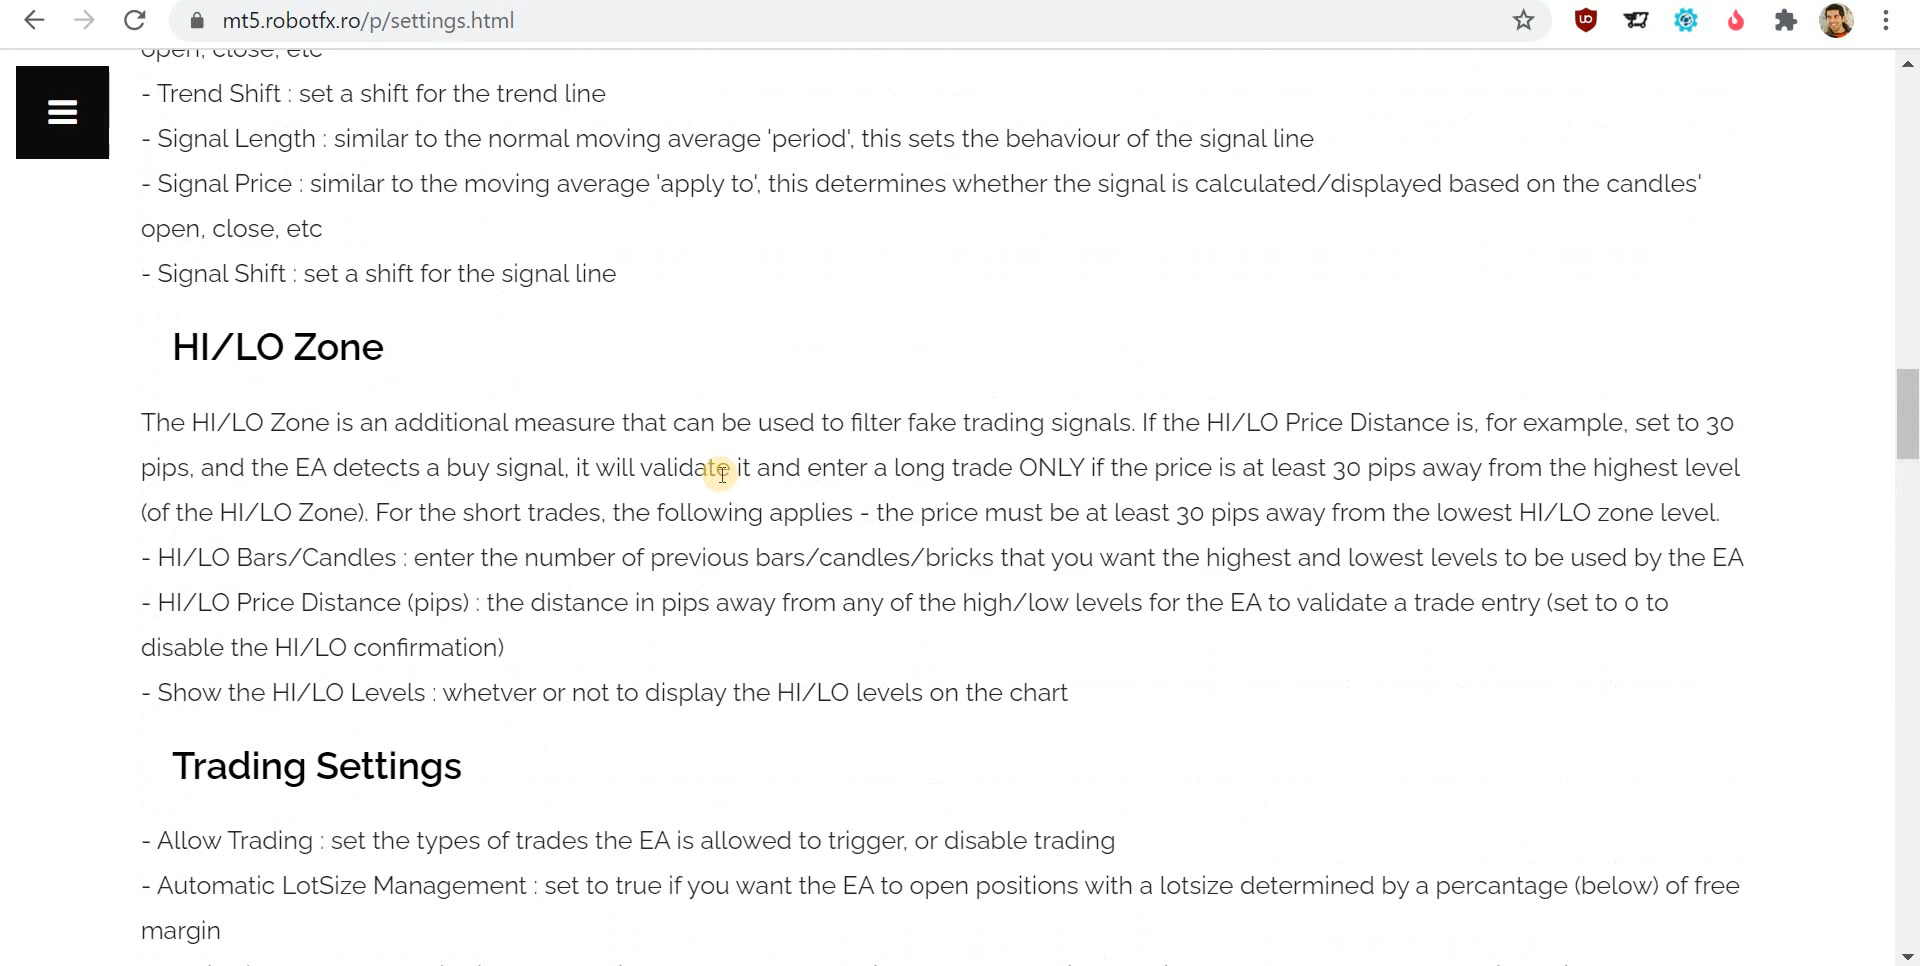 mt5.robotfx.ro/p/settings.html
open, close, etc
- Trend Shift : set a shift for the trend line
- Signal Length : similar to the normal moving average 'period', this sets the behaviour of the signal line
- Signal Price : similar to the moving average 'apply to', this determines whether the signal is calculated/displayed based on the candles'
open, close, etc
- Signal Shift : set a shift for the signal line
HI/LO Zone
The HI/LO Zone is an additional measure that can be used to filter fake trading signals. If the HI/LO Price Distance is, for example, set to 30
pips, and the EA detects a buy signal, it will validate it and enter a long trade ONLY if the price is at least 30 pips away from the highest level
(of the HI/LO Zone). For the short trades, the following applies - the price must be at least 30 pips away from the lowest HI/LO zone level.
- HI/LO Bars/Candles : enter the number of previous bars/candles/bricks that you want the highest and lowest levels to be used by the EA
- HI/LO Price Distance (pips) : the distance in pips away from any of the high/low levels for the EA to validate a trade entry (set to 0 to
disable the HI/LO confirmation)
- Show the HI/LO Levels : whetver or not to display the HI/LO levels on the chart
Trading Settings
- Allow Trading : set the types of trades the EA is allowed to trigger, or disable trading
- Automatic LotSize Management : set to true if you want the EA to open positions with a lotsize determined by a percantage (below) of free
margin